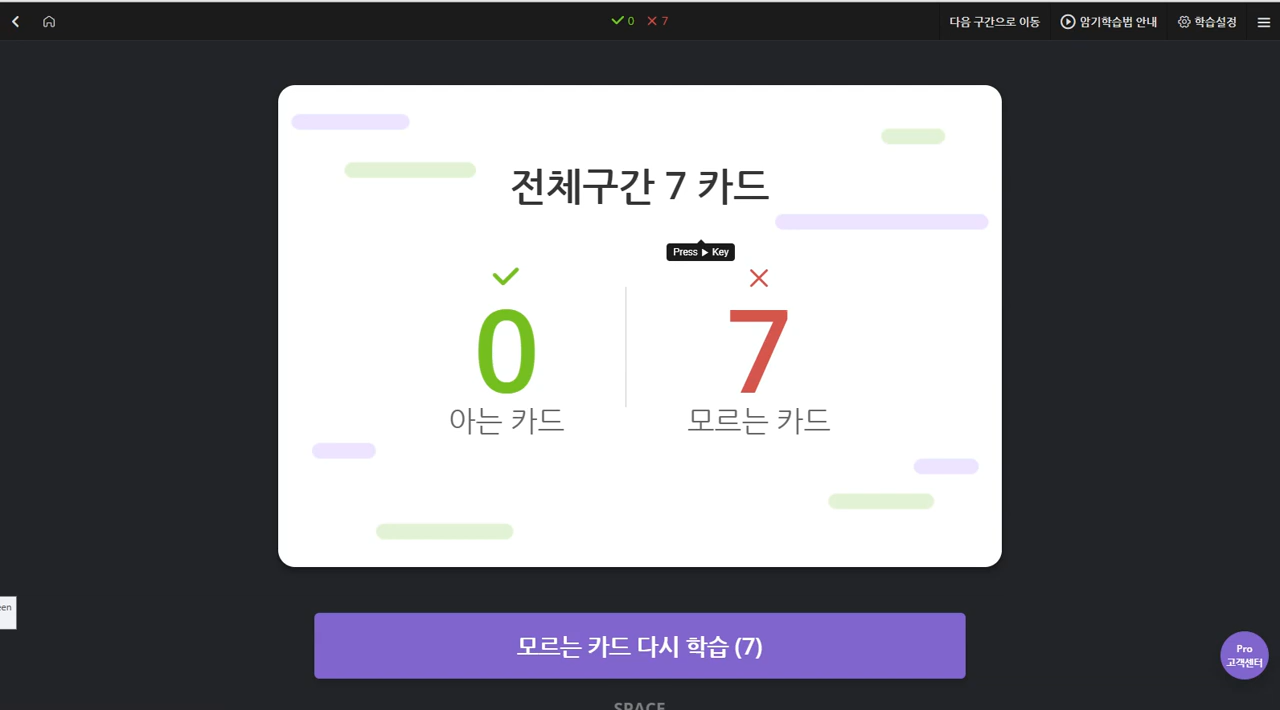 0 7 다음 구간으로 이동 암기학습법 안내 학습설정
전체구간 7 카드
Press ▶ Key
0 7
아는 카드 모르는 카드
een
모르는 카드 다시 학습 (7)
Pro
고객센터
SPACE